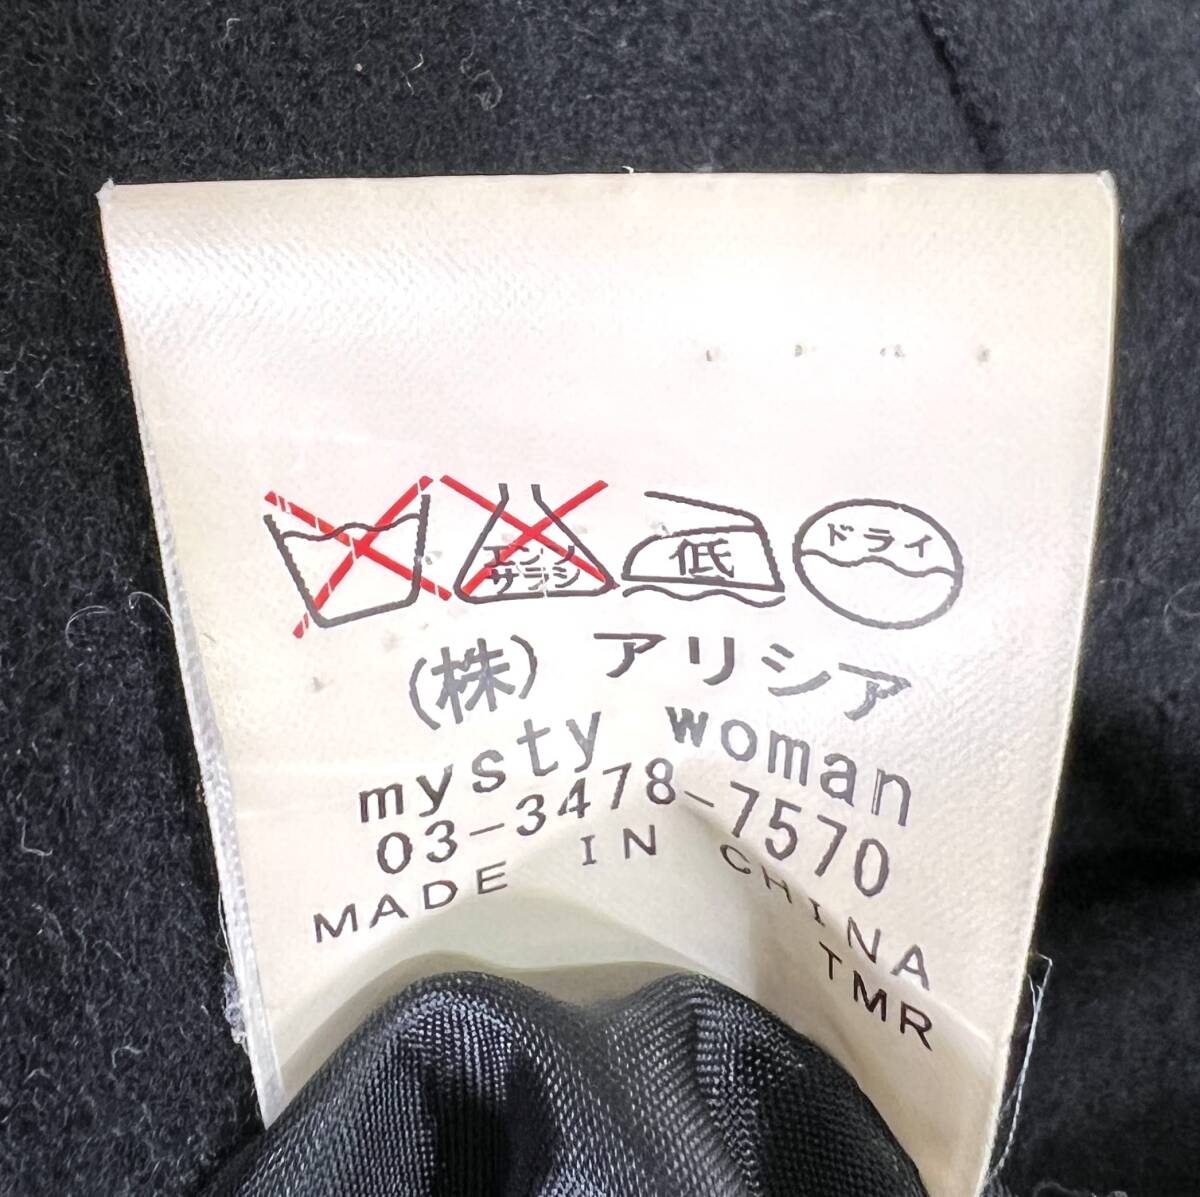 エンソ
サラシ
低
ドライ
(株) アリシア
mysty woman
03-3478-7570
MADE IN CHINA
TMR